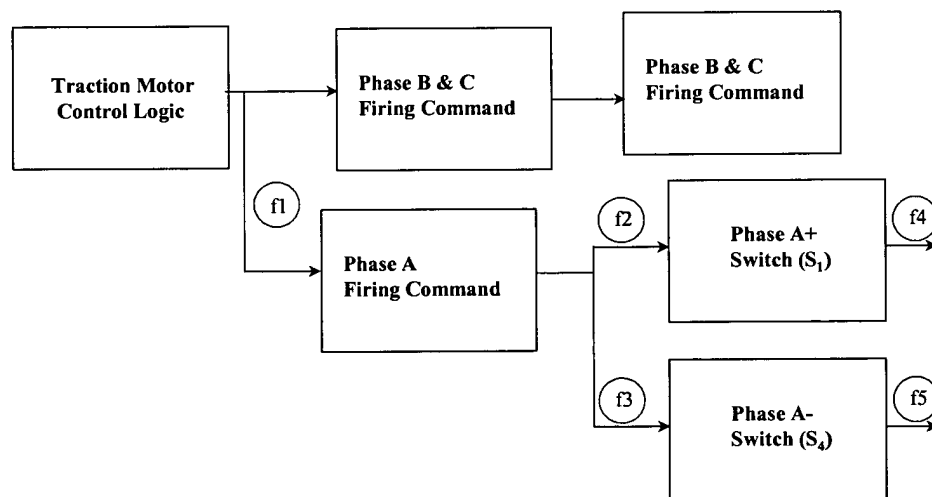 Traction Motor
Control Logic
Phase B & C
Firing Command
Phase B & C
Firing Command
f1
Phase A
Firing Command
f2
Phase A+
Switch (S₁)
f4
f3
Phase A-
Switch (S₄)
f5